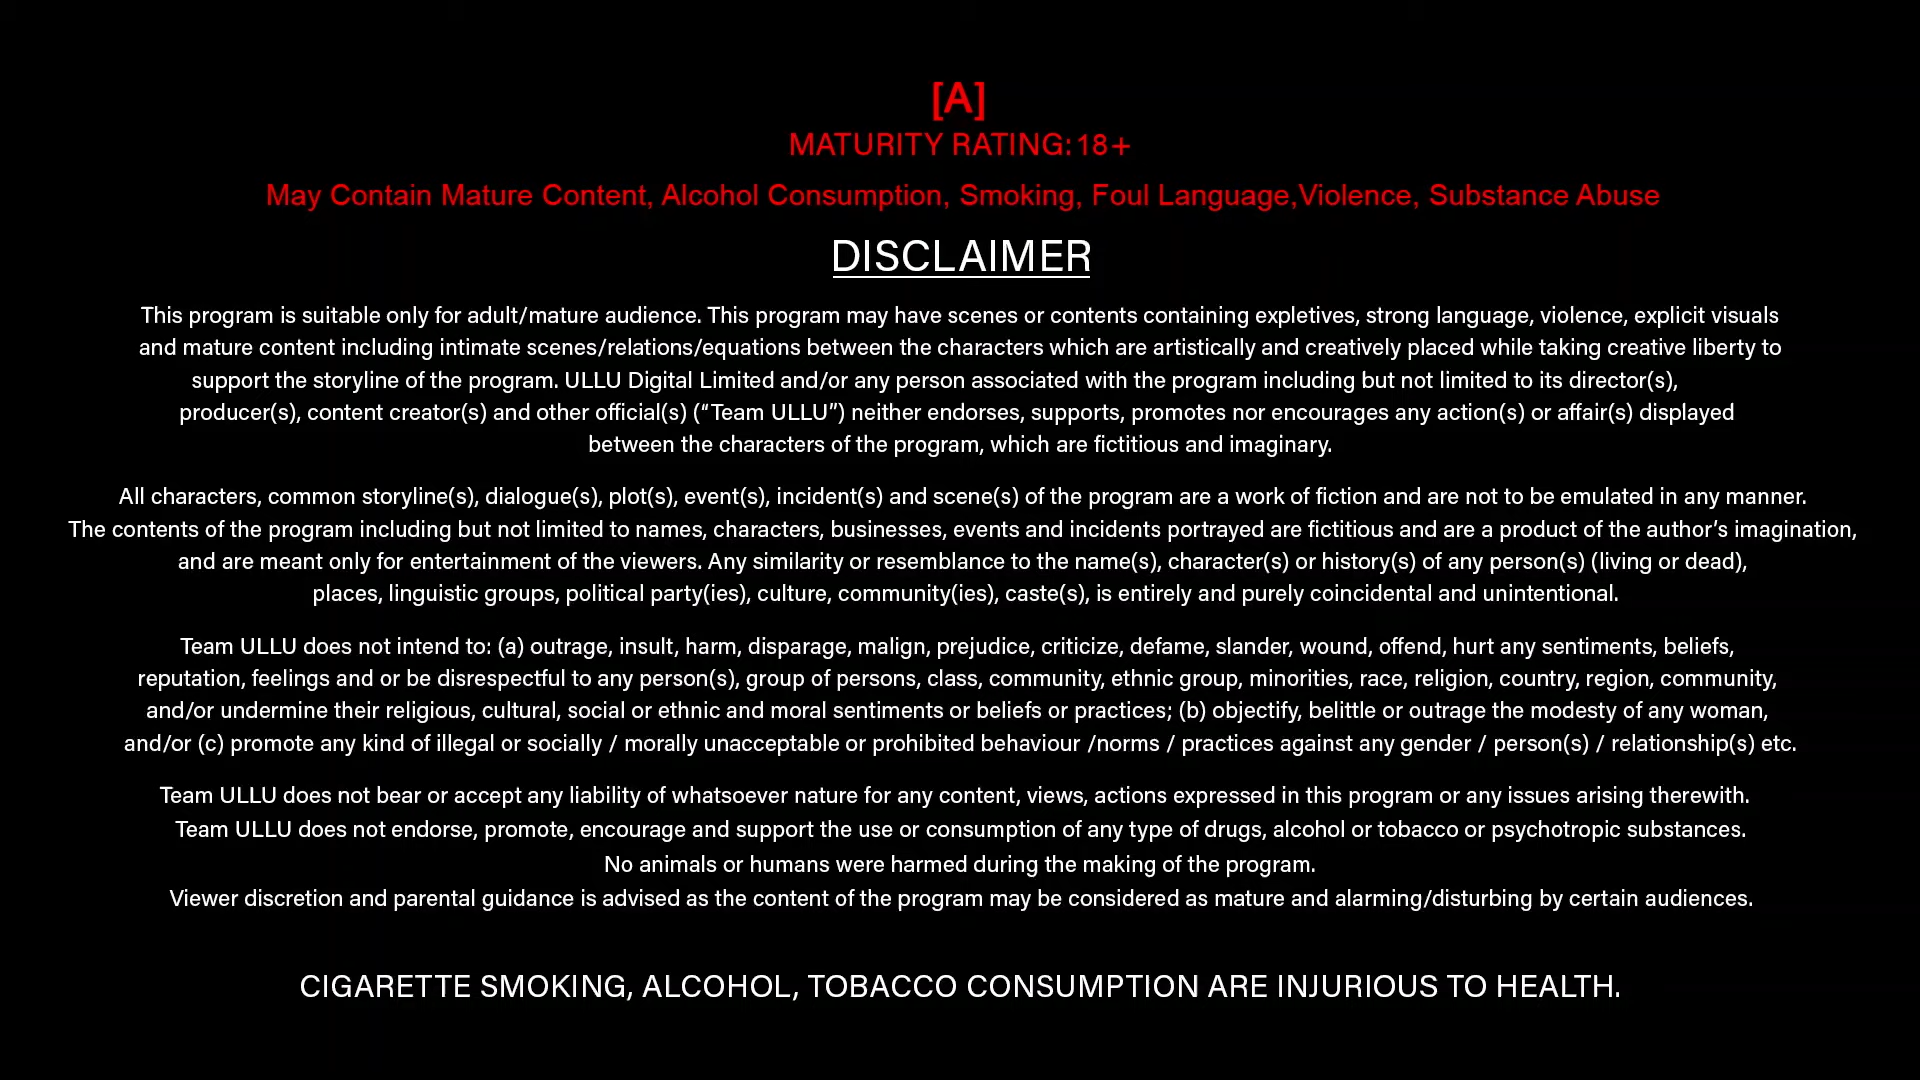 [A]
MATURITY RATING:18+
May Contain Mature Content, Alcohol Consumption, Smoking, Foul Language,Violence, Substance Abuse
DISCLAIMER
This program is suitable only for adult/mature audience. This program may have scenes or contents containing expletives, strong language, violence, explicit visuals
and mature content including intimate scenes/relations/equations between the characters which are artistically and creatively placed while taking creative liberty to
support the storyline of the program. ULLU Digital Limited and/or any person associated with the program including but not limited to its director(s),
producer(s), content creator(s) and other official(s) (“Team ULLU”) neither endorses, supports, promotes nor encourages any action(s) or affair(s) displayed
between the characters of the program, which are fictitious and imaginary.
All characters, common storyline(s), dialogue(s), plot(s), event(s), incident(s) and scene(s) of the program are a work of fiction and are not to be emulated in any manner.
The contents of the program including but not limited to names, characters, businesses, events and incidents portrayed are fictitious and are a product of the author’s imagination,
and are meant only for entertainment of the viewers. Any similarity or resemblance to the name(s), character(s) or history(s) of any person(s) (living or dead),
places, linguistic groups, political party(ies), culture, community(ies), caste(s), is entirely and purely coincidental and unintentional.
Team ULLU does not intend to: (a) outrage, insult, harm, disparage, malign, prejudice, criticize, defame, slander, wound, offend, hurt any sentiments, beliefs,
reputation, feelings and or be disrespectful to any person(s), group of persons, class, community, ethnic group, minorities, race, religion, country, region, community,
and/or undermine their religious, cultural, social or ethnic and moral sentiments or beliefs or practices; (b) objectify, belittle or outrage the modesty of any woman,
and/or (c) promote any kind of illegal or socially / morally unacceptable or prohibited behaviour /norms / practices against any gender / person(s) / relationship(s) etc.
Team ULLU does not bear or accept any liability of whatsoever nature for any content, views, actions expressed in this program or any issues arising therewith.
Team ULLU does not endorse, promote, encourage and support the use or consumption of any type of drugs, alcohol or tobacco or psychotropic substances.
No animals or humans were harmed during the making of the program.
Viewer discretion and parental guidance is advised as the content of the program may be considered as mature and alarming/disturbing by certain audiences.
CIGARETTE SMOKING, ALCOHOL, TOBACCO CONSUMPTION ARE INJURIOUS TO HEALTH.